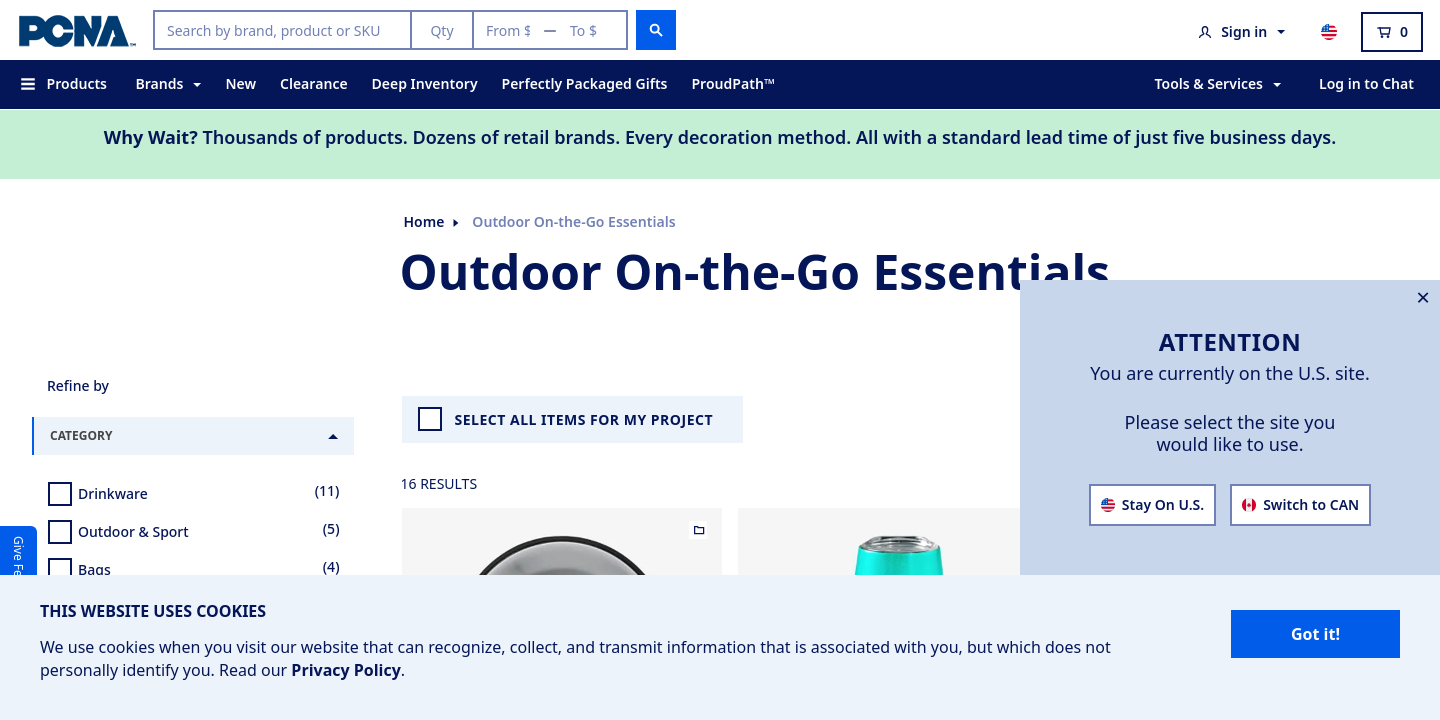 PCNA™
Search by brand, product or SKU
Qty
From $ — To $
Sign in
0
Products
Brands
New
Clearance
Deep Inventory
Perfectly Packaged Gifts
ProudPath™
Tools & Services
Log in to Chat
Why Wait? Thousands of products. Dozens of retail brands. Every decoration method. All with a standard lead time of just five business days.
Home
Outdoor On-the-Go Essentials
Outdoor On-the-Go Essentials
Refine by
CATEGORY
Drinkware (11)
Outdoor & Sport (5)
Bags (4)
Give Fe
SELECT ALL ITEMS FOR MY PROJECT
16 RESULTS
ATTENTION
You are currently on the U.S. site.
Please select the site you
would like to use.
Stay On U.S.
Switch to CAN
THIS WEBSITE USES COOKIES
We use cookies when you visit our website that can recognize, collect, and transmit information that is associated with you, but which does not
personally identify you. Read our Privacy Policy.
Got it!